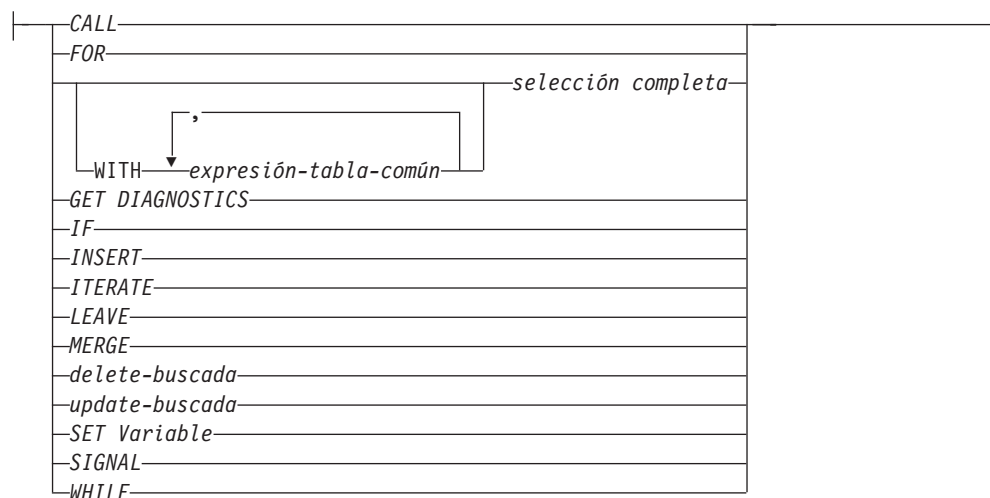 CALL
FOR
selección completa
,
WITH expresión-tabla-común
GET DIAGNOSTICS
IF
INSERT
ITERATE
LEAVE
MERGE
delete-buscada
update-buscada
SET Variable
SIGNAL
WHILE